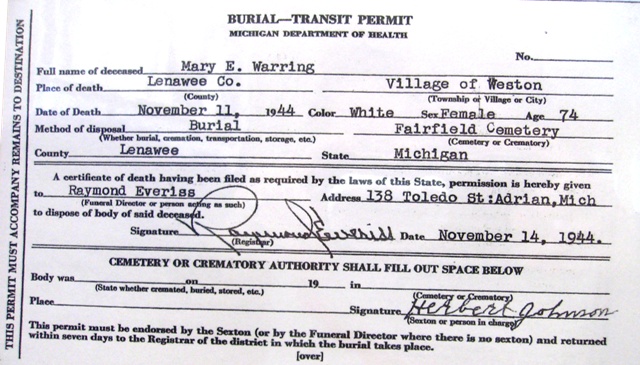 BURIAL—TRANSIT PERMIT
MICHIGAN DEPARTMENT OF HEALTH
No.
Full name of deceased Mary E. Warring
Place of death Lenawee Co. Village of Weston
(County) (Township or Village or City)
Date of Death November 11, 1944 Color White Sex Female Age 74
Method of disposal Burial Fairfield Cemetery
(Whether burial, cremation, transportation, storage, etc.) (Cemetery or Crematory)
County Lenawee State Michigan
A certificate of death having been filed as required by the laws of this State, permission is hereby given
to Raymond Everiss Address 138 Toledo St:Adrian,Mich
(Funeral Director or person acting as such)
to dispose of body of said deceased.
Signature Raymond Everiss Date November 14, 1944.
(Registrar)
CEMETERY OR CREMATORY AUTHORITY SHALL FILL OUT SPACE BELOW
Body was on 19 in
(State whether cremated, buried, stored, etc.) (Cemetery or Crematory)
Place Signature Herbert Johnson
(Sexton or person in charge)
This permit must be endorsed by the Sexton (or by the Funeral Director where there is no sexton) and returned
within seven days to the Registrar of the district in which the burial takes place.
[over]
THIS PERMIT MUST ACCOMPANY REMAINS TO DESTINATION